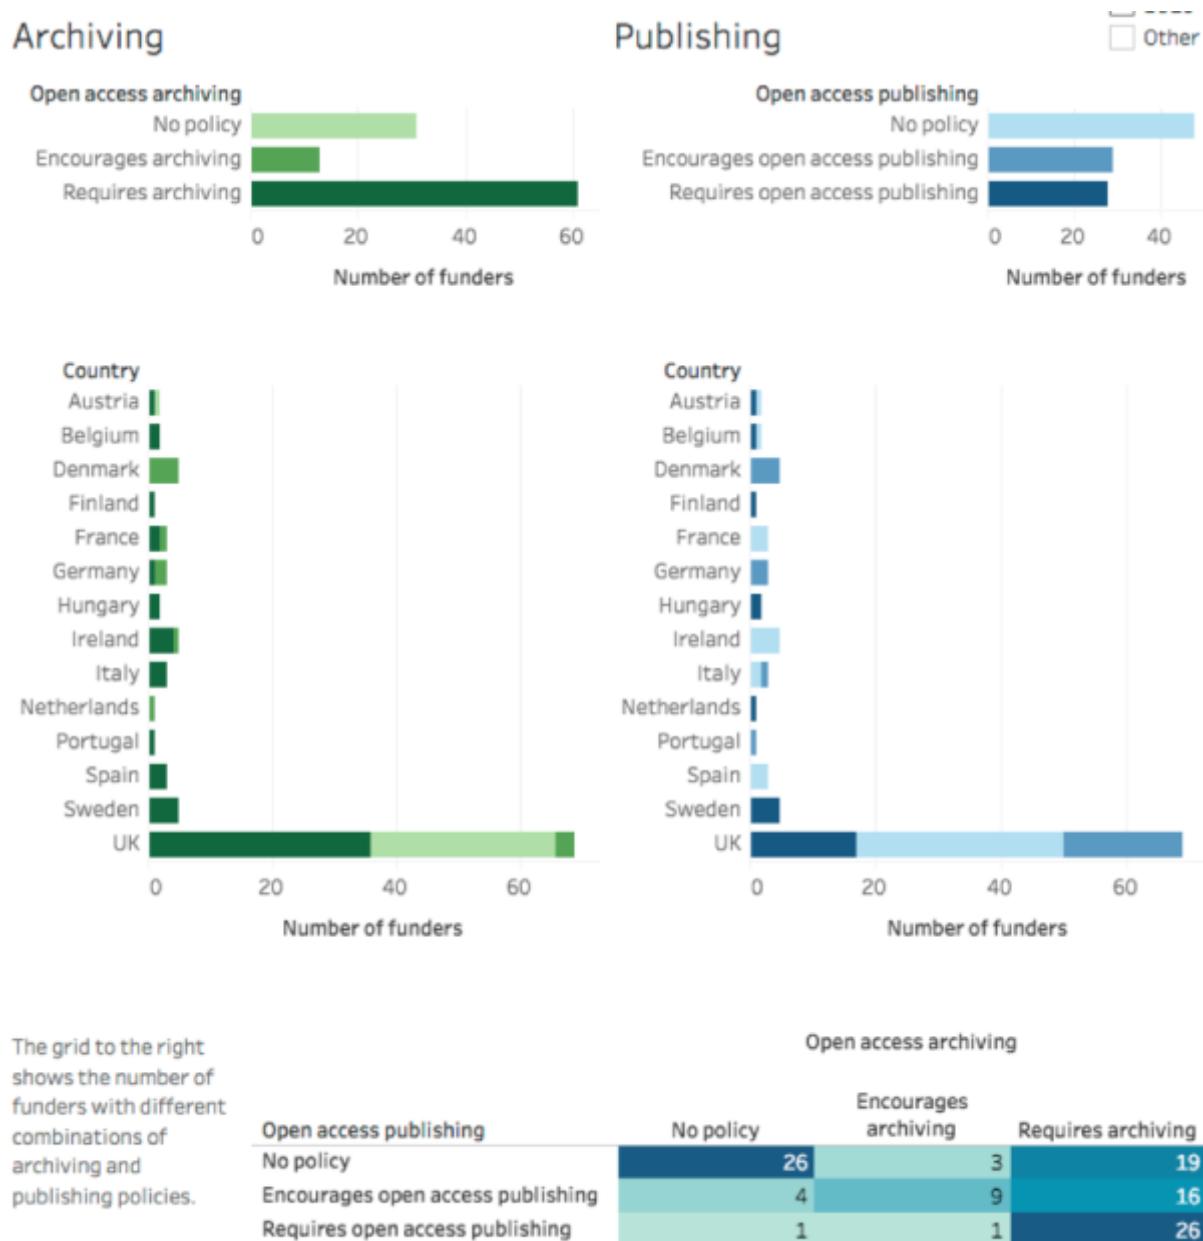 Archiving
Publishing
Other
Open access archiving
No policy
Encourages archiving
Requires archiving
0 20 40 60
Number of funders
Open access publishing
No policy
Encourages open access publishing
Requires open access publishing
0 20 40
Number of funders
Country
Austria
Belgium
Denmark
Finland
France
Germany
Hungary
Ireland
Italy
Netherlands
Portugal
Spain
Sweden
UK
0 20 40 60
Number of funders
Country
Austria
Belgium
Denmark
Finland
France
Germany
Hungary
Ireland
Italy
Netherlands
Portugal
Spain
Sweden
UK
0 20 40 60
Number of funders
The grid to the right
shows the number of
funders with different
combinations of
archiving and
publishing policies.
Open access archiving
Open access publishing No policy Encourages archiving Requires archiving
No policy 26 3 19
Encourages open access publishing 4 9 16
Requires open access publishing 1 1 26